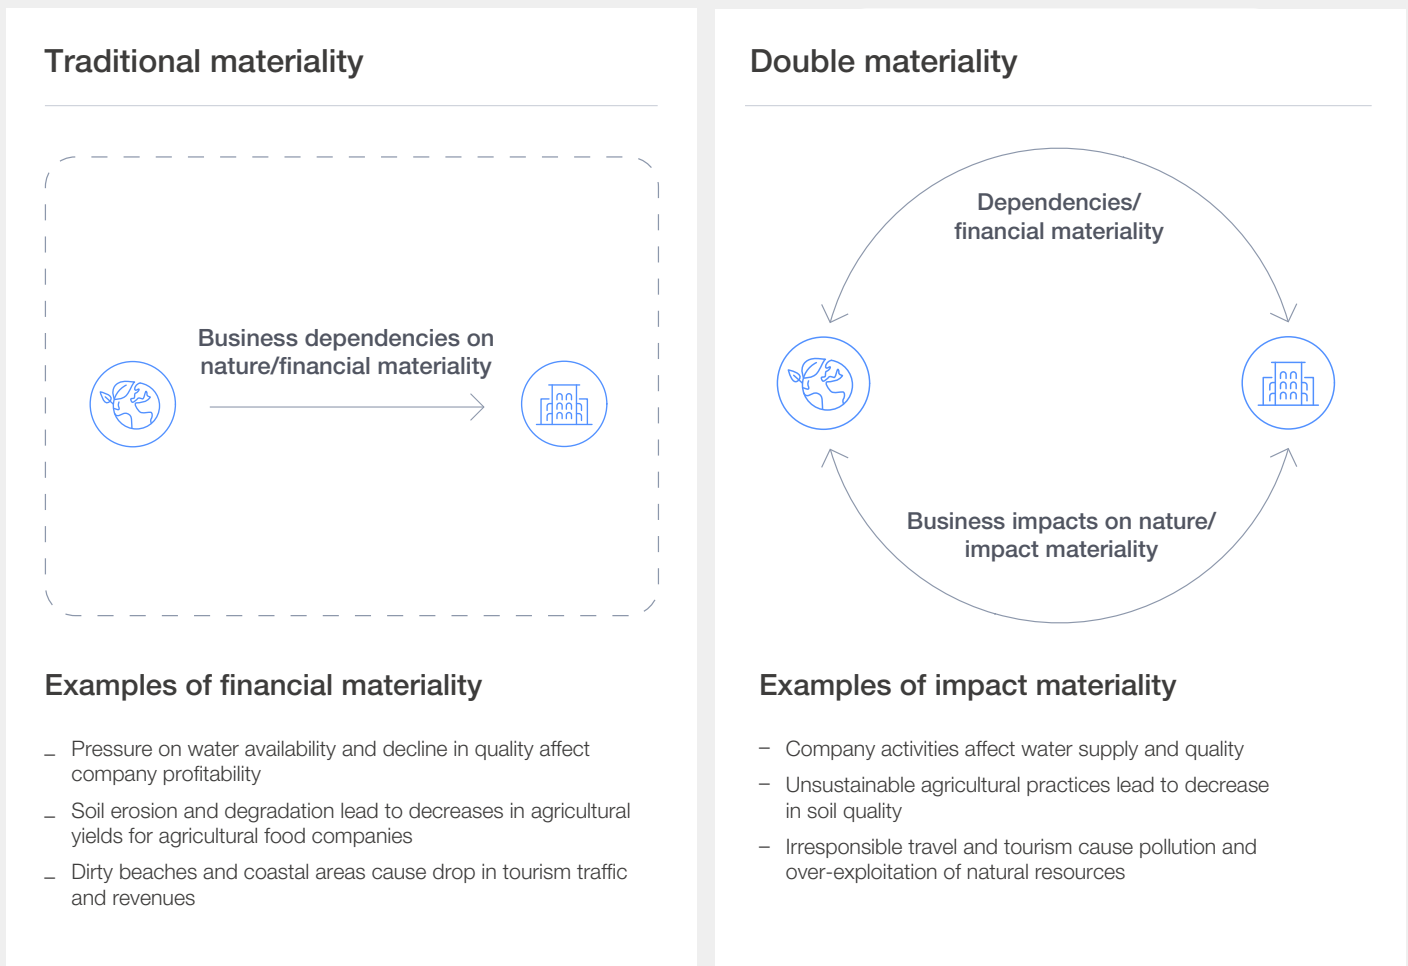 Traditional materiality
Business dependencies on
nature/financial materiality
Examples of financial materiality
– Pressure on water availability and decline in quality affect
company profitability
– Soil erosion and degradation lead to decreases in agricultural
yields for agricultural food companies
– Dirty beaches and coastal areas cause drop in tourism traffic
and revenues
Double materiality
Dependencies/
financial materiality
Business impacts on nature/
impact materiality
Examples of impact materiality
– Company activities affect water supply and quality
– Unsustainable agricultural practices lead to decrease
in soil quality
– Irresponsible travel and tourism cause pollution and
over-exploitation of natural resources